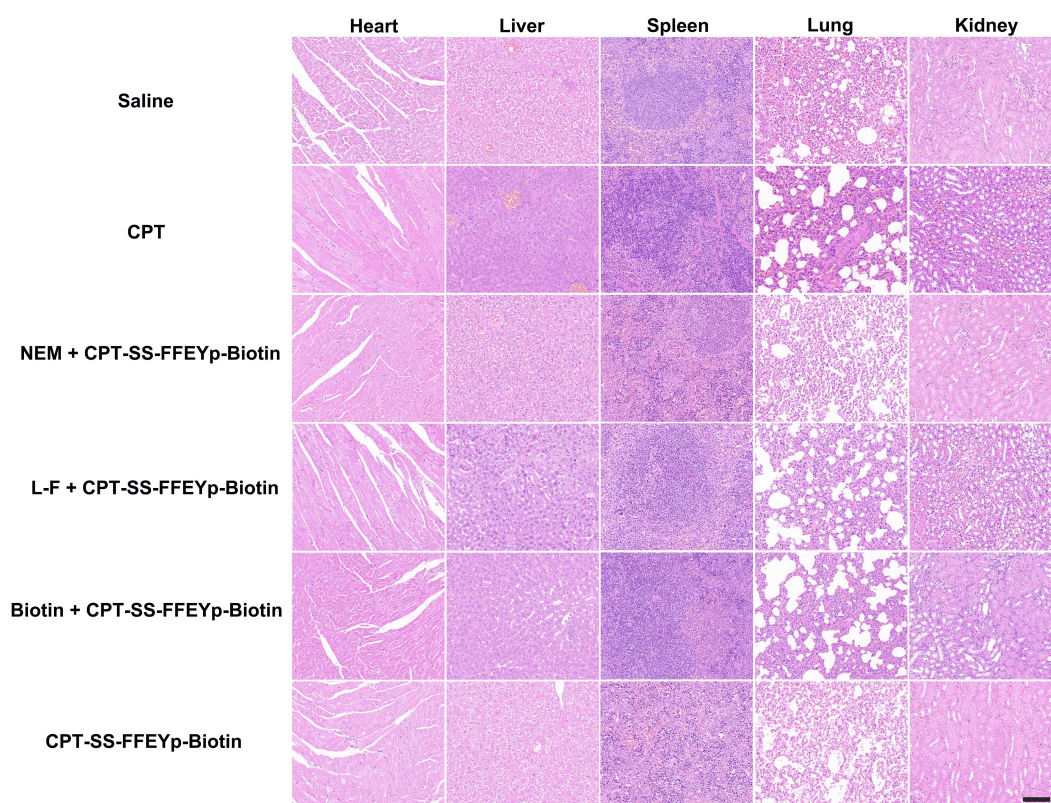 Heart Liver Spleen Lung Kidney
Saline
CPT
NEM + CPT-SS-FFEYp-Biotin
L-F + CPT-SS-FFEYp-Biotin
Biotin + CPT-SS-FFEYp-Biotin
CPT-SS-FFEYp-Biotin